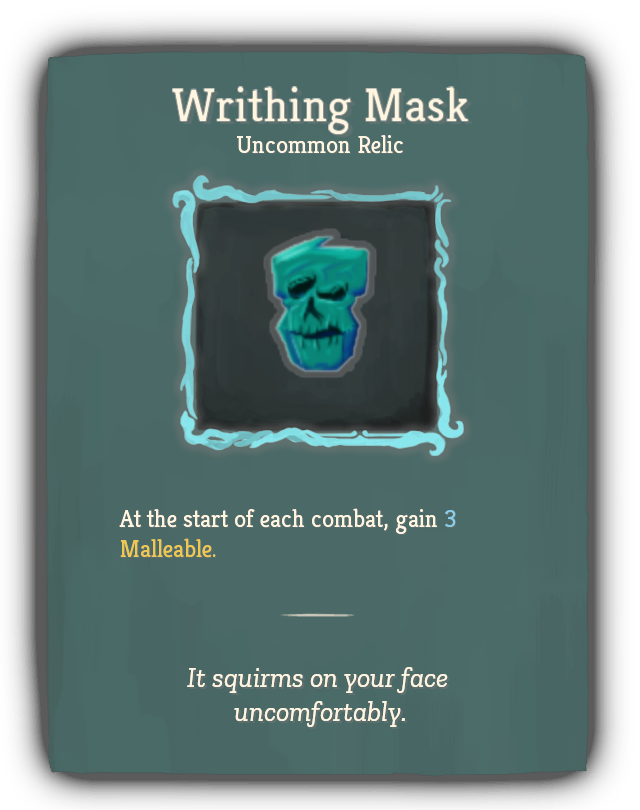 Writhing Mask
Uncommon Relic
At the start of each combat, gain 3
Malleable.
It squirms on your face
uncomfortably.